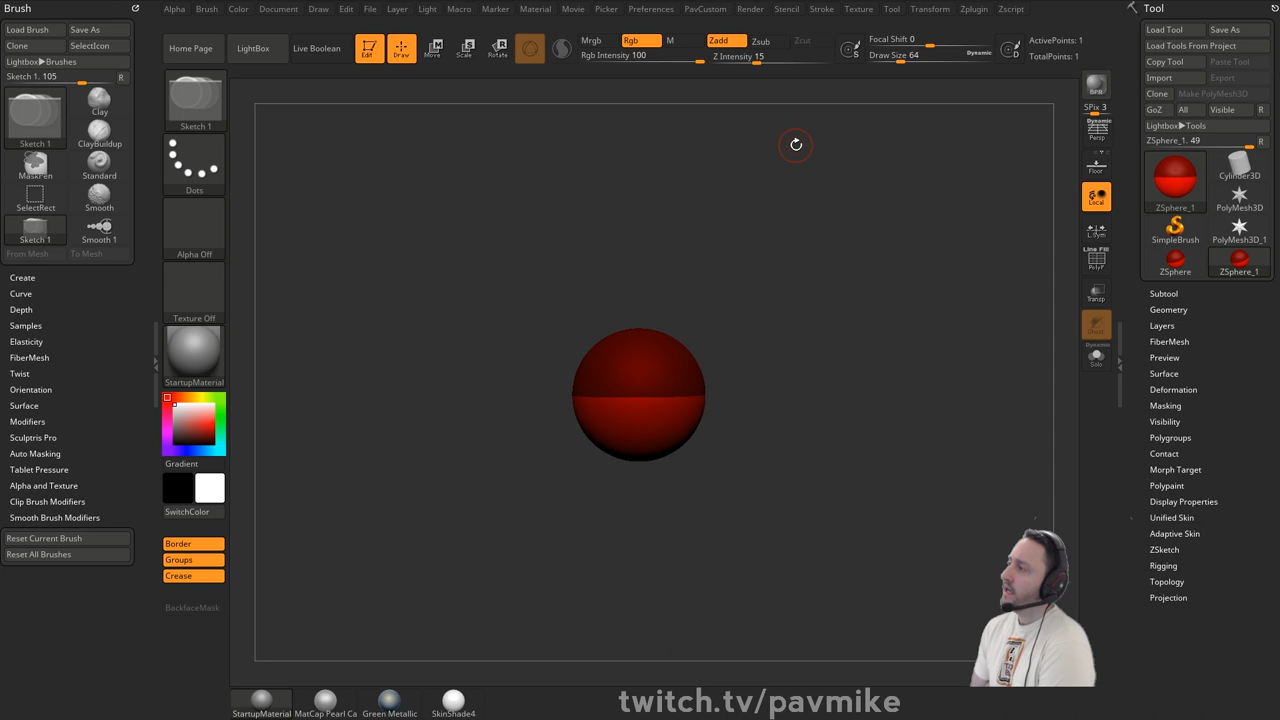 Brush
Alpha Brush Color Document Draw Edit File Layer Light Macro Marker Material Movie Picker Preferences PavCustom Render Stencil Stroke Texture Tool Transform Zplugin Zscript
Tool
Load Brush Save As
Clone SelectIcon
Lightbox▶Brushes
Sketch 1. 105 R
Sketch 1
Clay
ClayBuildup
MaskPen Standard
SelectRect Smooth
Sketch 1 Smooth 1
From Mesh To Mesh
Create
Curve
Depth
Samples
Elasticity
FiberMesh
Twist
Orientation
Surface
Modifiers
Sculptris Pro
Auto Masking
Tablet Pressure
Alpha and Texture
Clip Brush Modifiers
Smooth Brush Modifiers
Reset Current Brush
Reset All Brushes
Home Page LightBox Live Boolean
Edit Draw Move Scale Rotate
Mrgb Rgb M Zadd Zsub Zcut
Rgb Intensity 100 Z Intensity 15
S
Focal Shift 0
Draw Size 64 Dynamic
D
ActivePoints: 1
TotalPoints: 1
Sketch 1
Dots
Alpha Off
Texture Off
StartupMaterial
Gradient
SwitchColor
Border
Groups
Crease
BackfaceMask
BPR
SPix 3
Dynamic
Persp
Floor
Local
L.Sym
Line Fill
PolyF
Transp
Ghost
Dynamic
Solo
Load Tool Save As
Load Tools From Project
Copy Tool Paste Tool
Import Export
Clone Make PolyMesh3D
GoZ All Visible R
Lightbox▶Tools
ZSphere_1. 49 R
ZSphere_1
Cylinder3D
PolyMesh3D
SimpleBrush PolyMesh3D_1
ZSphere ZSphere_1
Subtool
Geometry
Layers
FiberMesh
Preview
Surface
Deformation
Masking
Visibility
Polygroups
Contact
Morph Target
Polypaint
Display Properties
Unified Skin
Adaptive Skin
ZSketch
Rigging
Topology
Projection
StartupMaterial MatCap Pearl Ca Green Metallic SkinShade4
twitch.tv/pavmike